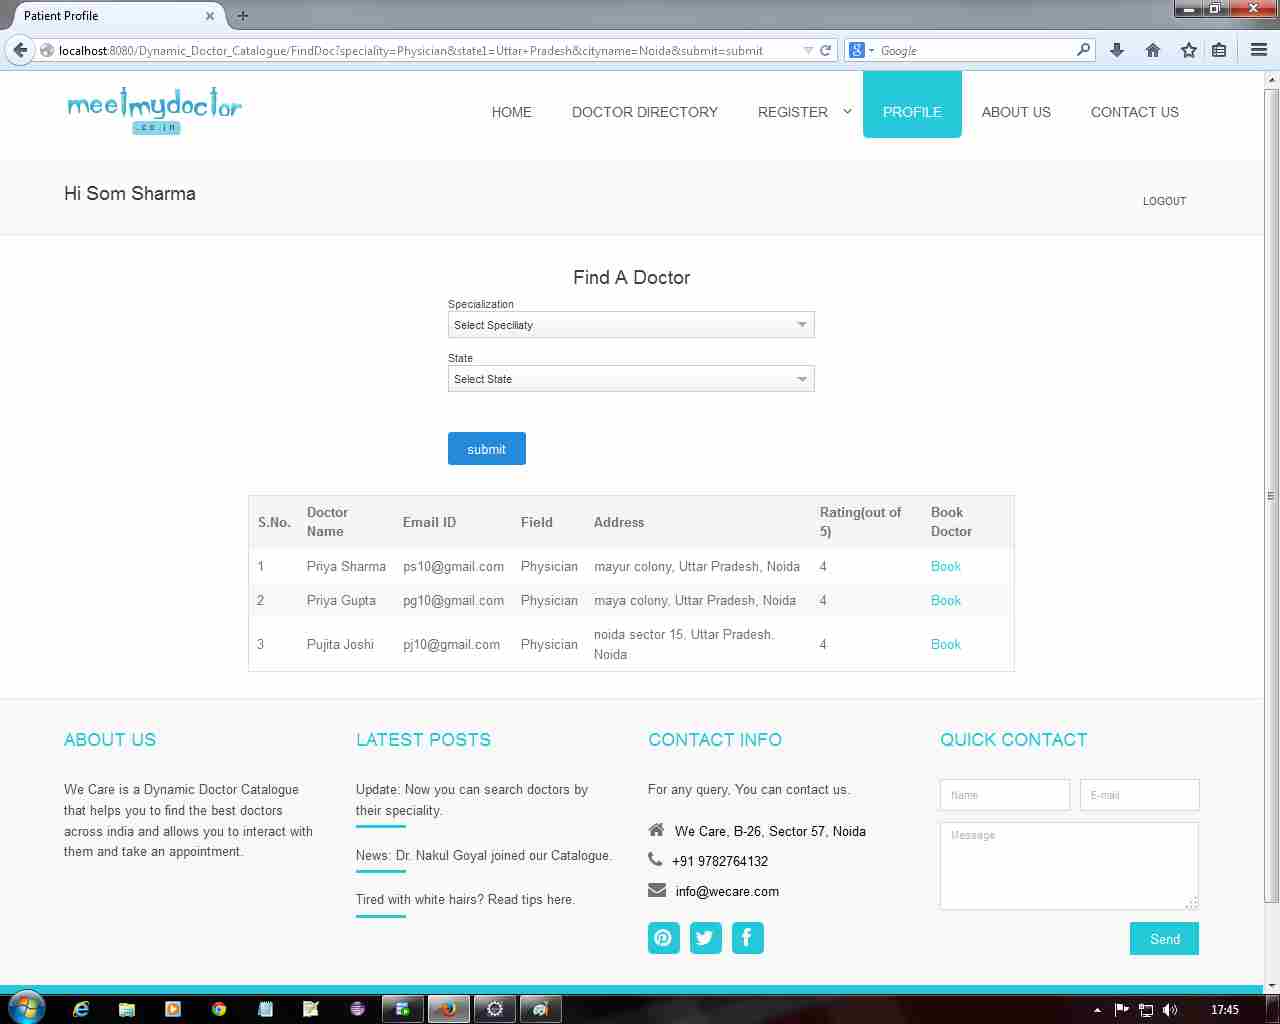 Patient Profile
localhost:8080/Dynamic_Doctor_Catalogue/FindDoc?speciality=Physician&state1=Uttar+Pradesh&cityname=Noida&submit=submit
Google
meetmydoctor
.co.in
HOME DOCTOR DIRECTORY REGISTER PROFILE ABOUT US CONTACT US
Hi Som Sharma
LOGOUT
Find A Doctor
Specialization
Select Speciliaty
State
Select State
submit
S.No. Doctor Name Email ID Field Address Rating(out of 5) Book Doctor
1 Priya Sharma ps10@gmail.com Physician mayur colony, Uttar Pradesh, Noida 4 Book
2 Priya Gupta pg10@gmail.com Physician maya colony, Uttar Pradesh, Noida 4 Book
3 Pujita Joshi pj10@gmail.com Physician noida sector 15, Uttar Pradesh, Noida 4 Book
ABOUT US
We Care is a Dynamic Doctor Catalogue
that helps you to find the best doctors
across india and allows you to interact with
them and take an appointment.
LATEST POSTS
Update: Now you can search doctors by
their speciality.
News: Dr. Nakul Goyal joined our Catalogue.
Tired with white hairs? Read tips here.
CONTACT INFO
For any query, You can contact us.
We Care, B-26, Sector 57, Noida
+91 9782764132
info@wecare.com
QUICK CONTACT
Name
E-mail
Message
Send
17:45